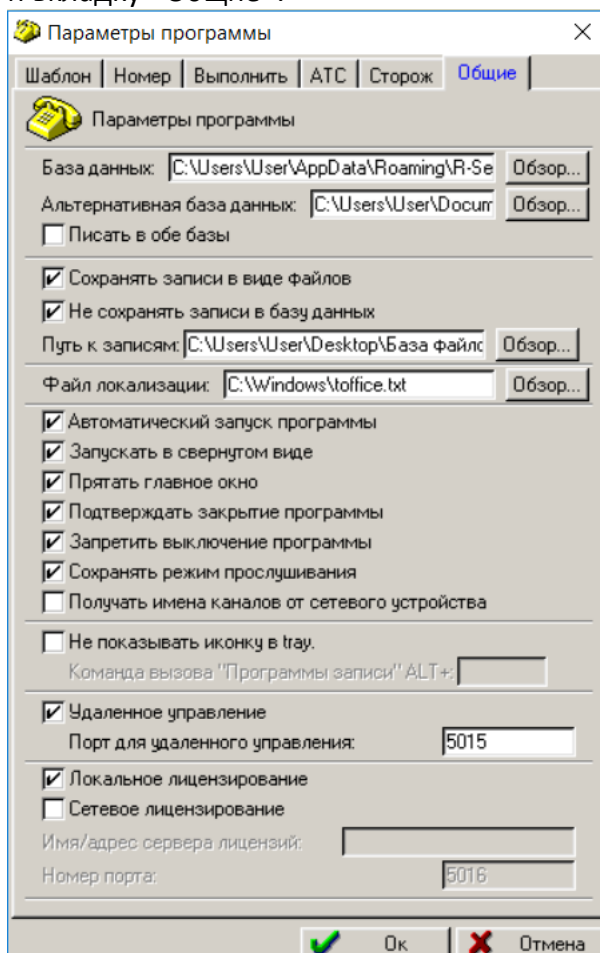 Параметры программы
Шаблон Номер Выполнить АТС Сторож Общие
Параметры программы
База данных: C:\Users\User\AppData\Roaming\R-Se Обзор...
Альтернативная база данных: C:\Users\User\Docum Обзор...
Писать в обе базы
Сохранять записи в виде файлов
Не сохранять записи в базу данных
Путь к записям: C:\Users\User\Desktop\База файлс Обзор...
Файл локализации: C:\Windows\toffice.txt Обзор...
Автоматический запуск программы
Запускать в свернутом виде
Прятать главное окно
Подтверждать закрытие программы
Запретить выключение программы
Сохранять режим прослушивания
Получать имена каналов от сетевого устройства
Не показывать иконку в tray.
Команда вызова "Программы записи" ALT+:
Удаленное управление
Порт для удаленного управления: 5015
Локальное лицензирование
Сетевое лицензирование
Имя/адрес сервера лицензий:
Номер порта: 5016
Ок Отмена